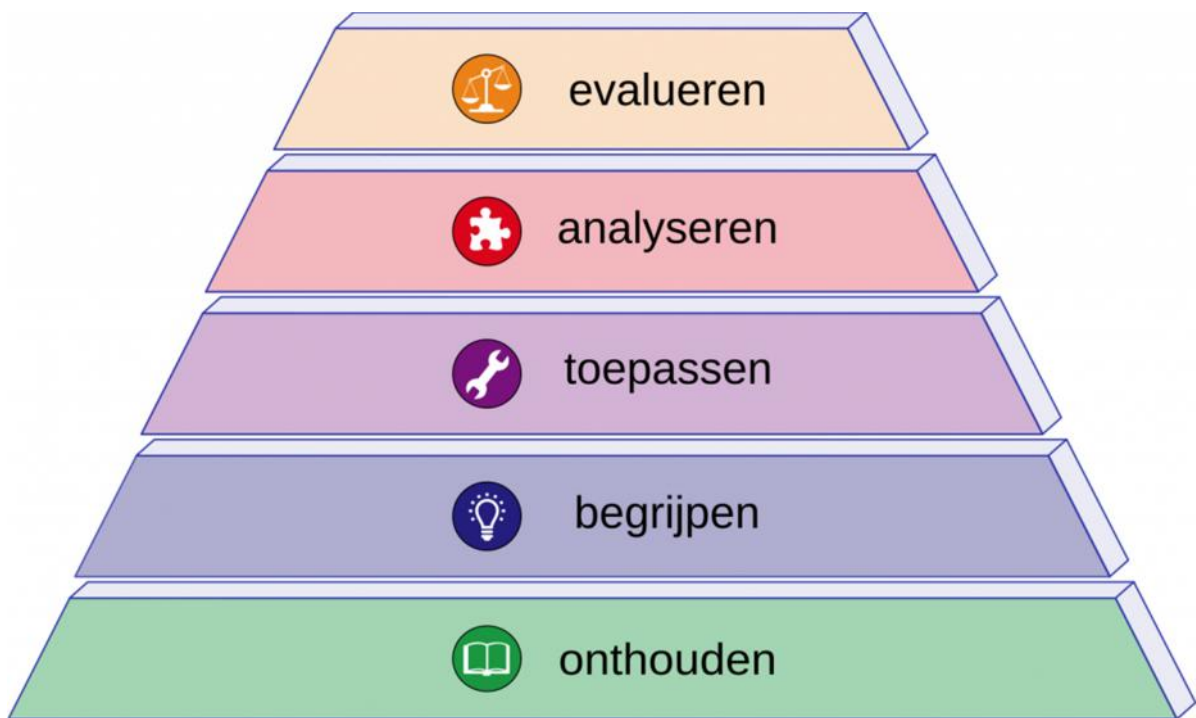 evalueren
analyseren
toepassen
begrijpen
onthouden